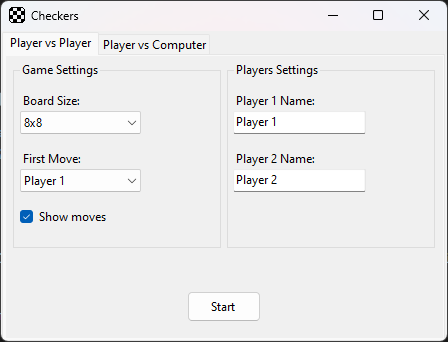 Checkers
Player vs Player
Player vs Computer
Game Settings
Board Size:
8x8
First Move:
Player 1
Show moves
Players Settings
Player 1 Name:
Player 1
Player 2 Name:
Player 2
Start